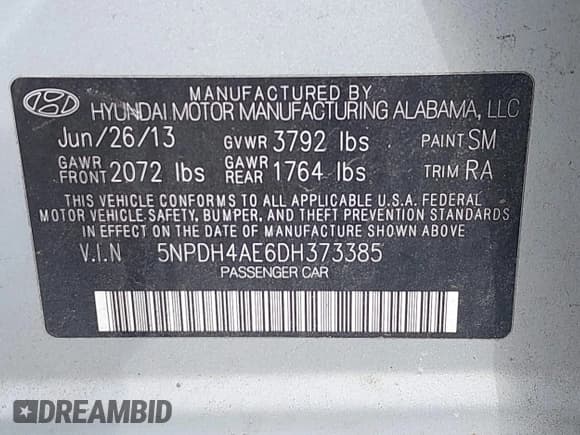 MANUFACTURED BY
HYUNDAI MOTOR MANUFACTURING ALABAMA, LLC
Jun/26/13 GVWR 3792 lbs PAINT SM
GAWR FRONT 2072 lbs GAWR REAR 1764 lbs TRIM RA
THIS VEHICLE CONFORMS TO ALL APPLICABLE U.S.A. FEDERAL
MOTOR VEHICLE SAFETY, BUMPER, AND THEFT PREVENTION STANDARDS
IN EFFECT ON THE DATE OF MANUFACTURE SHOWN ABOVE
V.I.N 5NPDH4AE6DH373385
PASSENGER CAR
DREAMBID